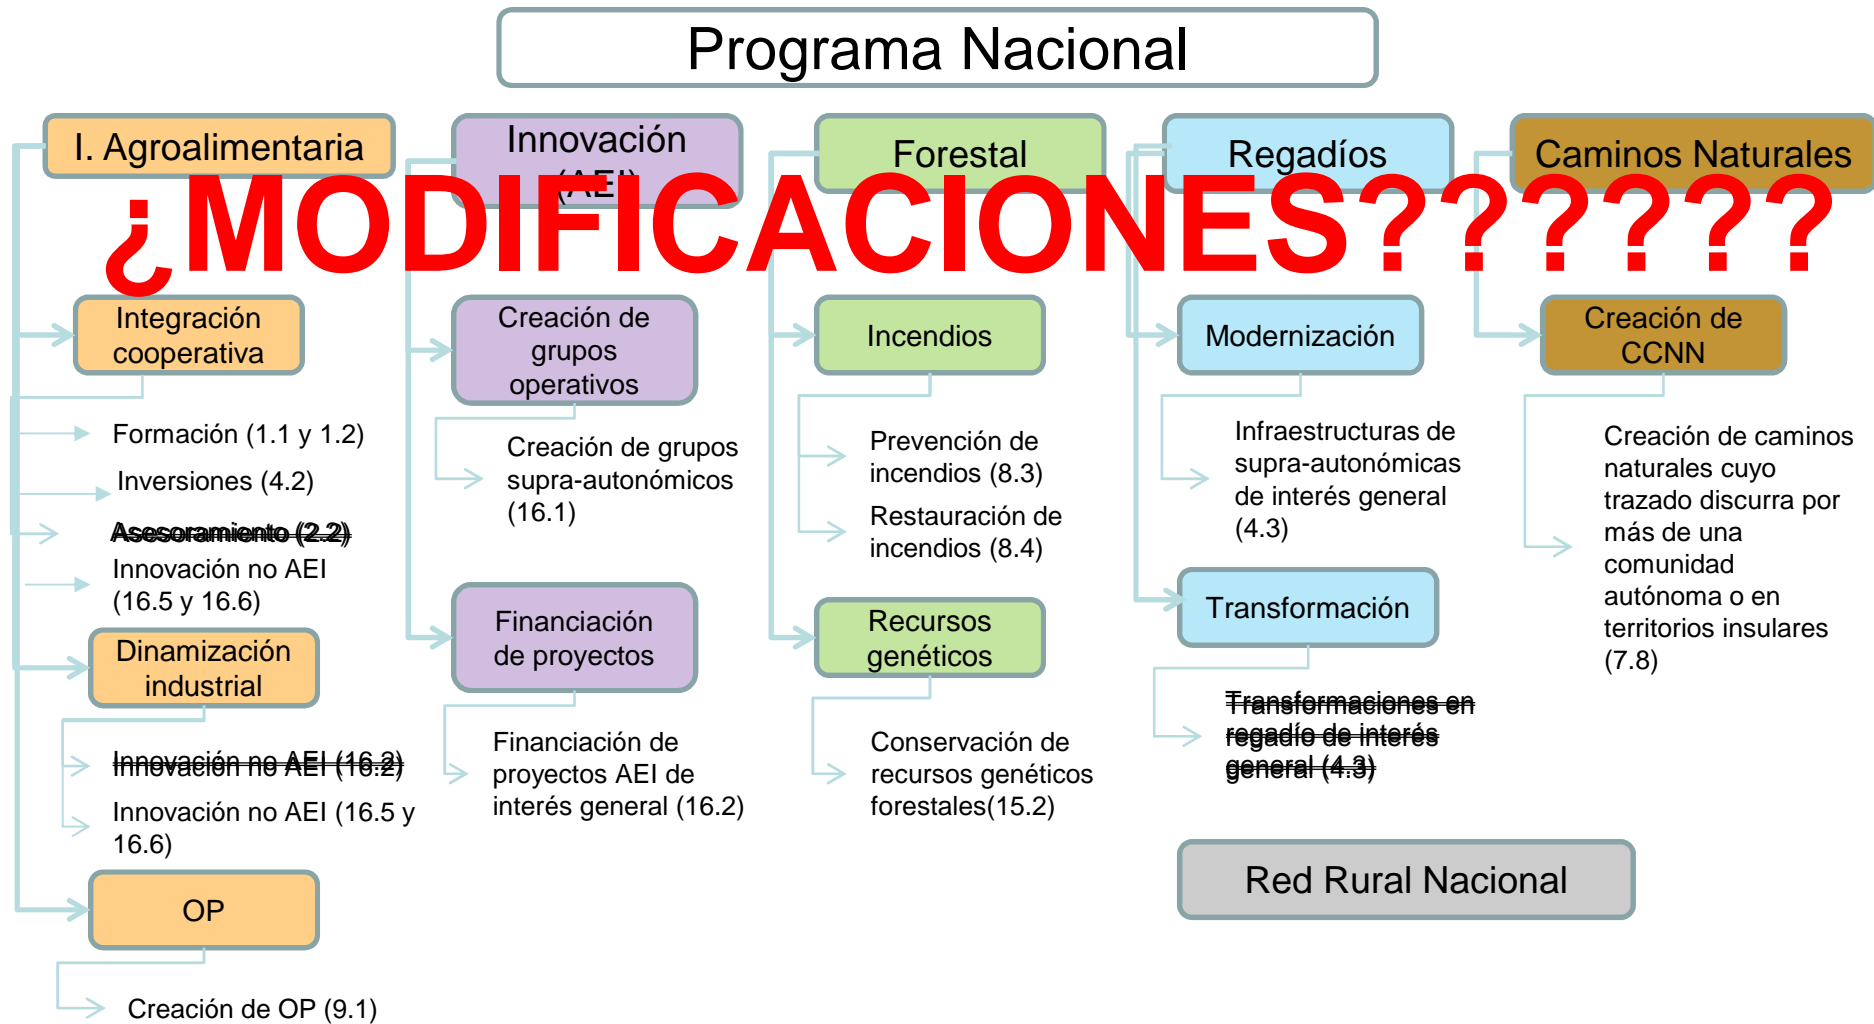 Programa Nacional
I. Agroalimentaria
Innovación
(AEI)
Forestal
Regadíos
Caminos Naturales
¿MODIFICACIONES??????
Integración
cooperativa
Formación (1.1 y 1.2)
Inversiones (4.2)
Asesoramiento (2.2)
Innovación no AEI
(16.5 y 16.6)
Dinamización
industrial
Innovación no AEI (16.2)
Innovación no AEI (16.5 y
16.6)
OP
Creación de OP (9.1)
Creación de
grupos
operativos
Creación de grupos
supra-autonómicos
(16.1)
Financiación
de proyectos
Financiación de
proyectos AEI de
interés general (16.2)
Incendios
Prevención de
incendios (8.3)
Restauración de
incendios (8.4)
Recursos
genéticos
Conservación de
recursos genéticos
forestales(15.2)
Modernización
Infraestructuras de
supra-autonómicas
de interés general
(4.3)
Transformación
Transformaciones en
regadío de interés
general (4.3)
Creación de
CCNN
Creación de caminos
naturales cuyo
trazado discurra por
más de una
comunidad
autónoma o en
territorios insulares
(7.8)
Red Rural Nacional